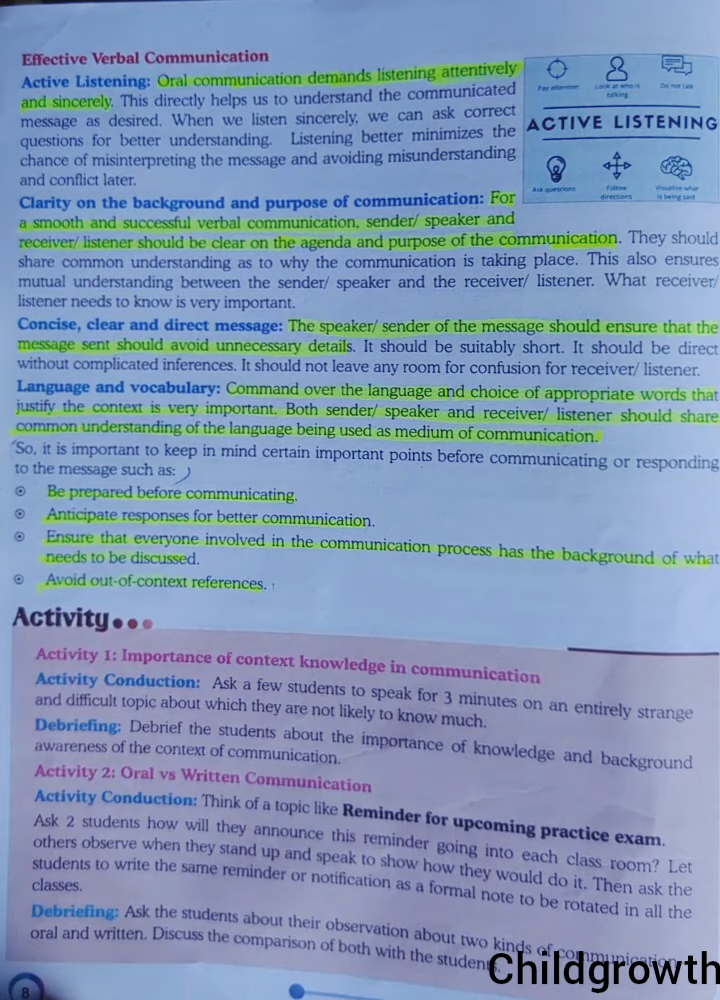 Effective Verbal Communication
Active Listening: Oral communication demands listening attentively
and sincerely. This directly helps us to understand the communicated
message as desired. When we listen sincerely, we can ask correct
questions for better understanding. Listening better minimizes the
chance of misinterpreting the message and avoiding misunderstanding
and conflict later.
Pay attention
Look at who is
talking
Do not talk
ACTIVE LISTENING
Ask questions
Follow
directions
Visualise what
is being said
Clarity on the background and purpose of communication: For
a smooth and successful verbal communication, sender/ speaker and
receiver/ listener should be clear on the agenda and purpose of the communication. They should
share common understanding as to why the communication is taking place. This also ensures
mutual understanding between the sender/ speaker and the receiver/ listener. What receiver/
listener needs to know is very important.
Concise, clear and direct message: The speaker/ sender of the message should ensure that the
message sent should avoid unnecessary details. It should be suitably short. It should be direct
without complicated inferences. It should not leave any room for confusion for receiver/ listener.
Language and vocabulary: Command over the language and choice of appropriate words that
justify the context is very important. Both sender/ speaker and receiver/ listener should share
common understanding of the language being used as medium of communication.
So, it is important to keep in mind certain important points before communicating or responding
to the message such as:
Be prepared before communicating.
Anticipate responses for better communication.
Ensure that everyone involved in the communication process has the background of what
needs to be discussed.
Avoid out-of-context references.
Activity...
Activity 1: Importance of context knowledge in communication
Activity Conduction: Ask a few students to speak for 3 minutes on an entirely strange
and difficult topic about which they are not likely to know much.
Debriefing: Debrief the students about the importance of knowledge and background
awareness of the context of communication.
Activity 2: Oral vs Written Communication
Activity Conduction: Think of a topic like Reminder for upcoming practice exam.
Ask 2 students how will they announce this reminder going into each class room? Let
others observe when they stand up and speak to show how they would do it. Then ask the
students to write the same reminder or notification as a formal note to be rotated in all the
classes.
Debriefing: Ask the students about their observation about two kinds of communication
oral and written. Discuss the comparison of both with the students.
Childgrowth
8